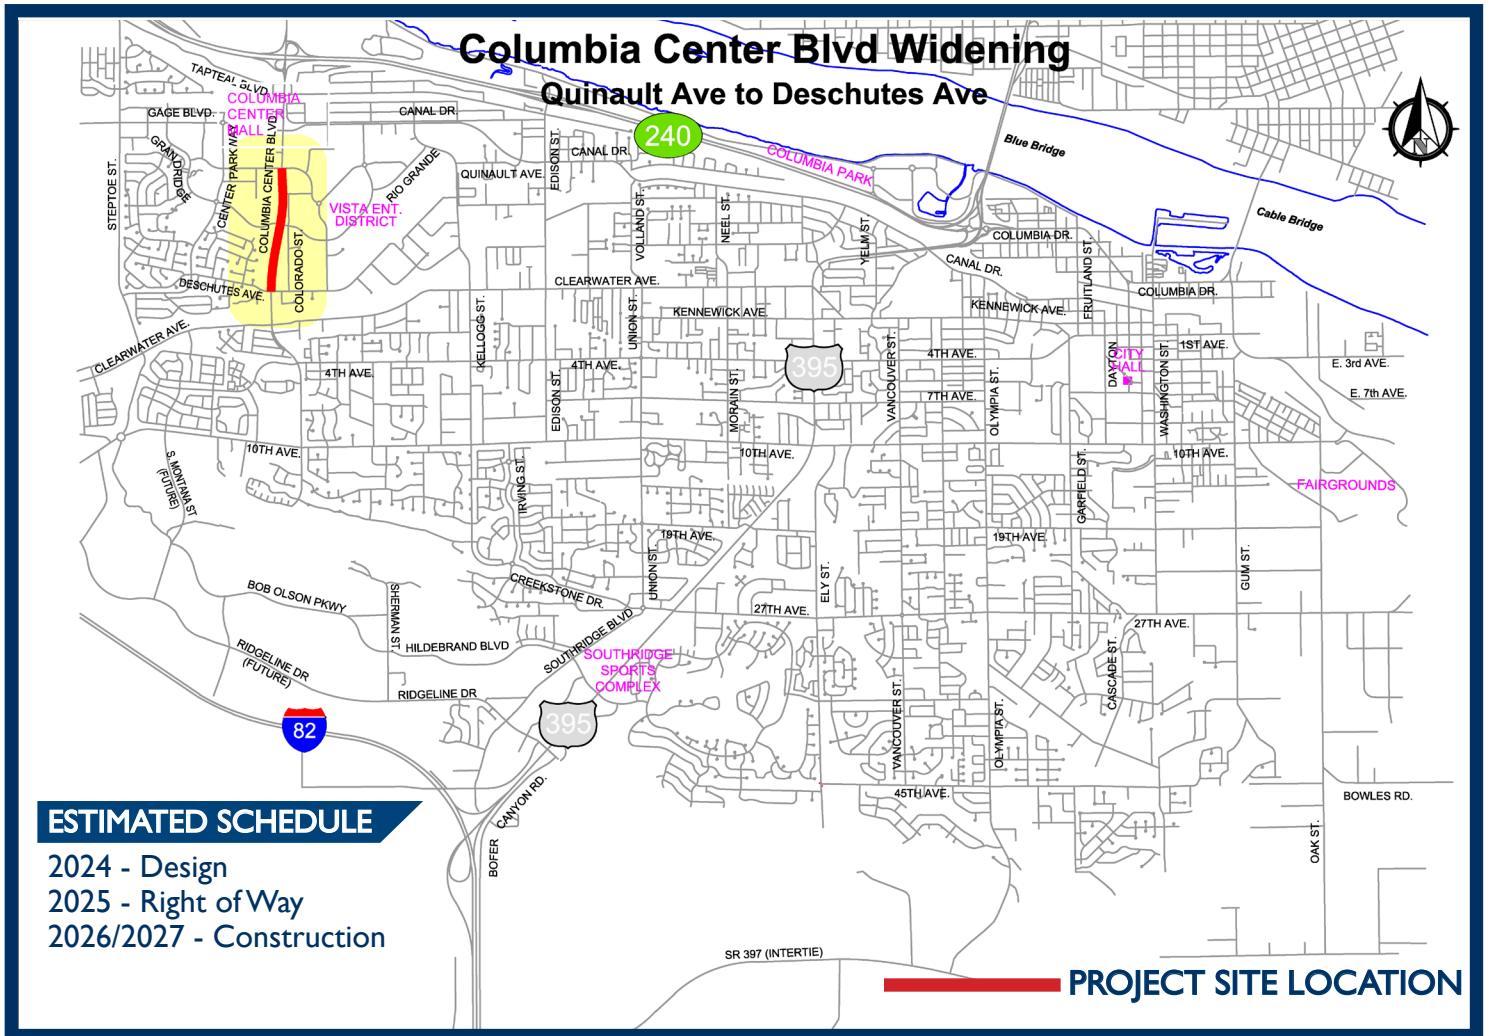 Columbia Center Blvd Widening
Quinault Ave to Deschutes Ave
TAPTEAL BLVD.
COLUMBIA
CENTER
MALL
GAGE BLVD.
CANAL DR.
240
CANAL DR.
EDISON ST.
COLUMBIA PARK
Blue Bridge
N
GRANDRIDGE
STEPTOE ST.
CENTER PARK WAY
COLUMBIA CENTER BLVD.
RIO GRANDE
QUINAULT AVE.
VISTA ENT.
DISTRICT
VOLLAND ST.
NEEL ST.
YELM ST.
COLUMBIA DR.
Cable Bridge
COLORADO ST.
DESCHUTES AVE.
CLEARWATER AVE.
CANAL DR.
FRUITLAND ST.
COLUMBIA DR.
KELLOGG ST.
UNION ST.
KENNEWICK AVE.
KENNEWICK AVE.
CLEARWATER AVE.
4TH AVE.
4TH AVE.
395
VANCOUVER ST.
4TH AVE.
DAYTON
CITY
HALL
WASHINGTON ST.
1ST AVE.
E. 3rd AVE.
EDISON ST.
MORAIN ST.
7TH AVE.
OLYMPIA ST.
E. 7th AVE.
10TH AVE.
10TH AVE.
10TH AVE.
S. MONTANA ST
(FUTURE)
IRVING ST.
GARFIELD ST.
FAIRGROUNDS
19TH AVE.
19TH AVE.
UNION ST.
ELY ST.
GUM ST.
BOB OLSON PKWY
SHERMAN ST.
CREEKSTONE DR.
27TH AVE.
27TH AVE.
HILDEBRAND BLVD
SOUTHRIDGE BLVD
SOUTHRIDGE
SPORTS
COMPLEX
RIDGELINE DR
(FUTURE)
RIDGELINE DR
CASCADE ST.
VANCOUVER ST.
OLYMPIA ST.
82
395
45TH AVE.
BOWLES RD.
CANYON RD.
BOFER
OAK ST.
ESTIMATED SCHEDULE
2024 - Design
2025 - Right of Way
2026/2027 - Construction
SR 397 (INTERTIE)
PROJECT SITE LOCATION